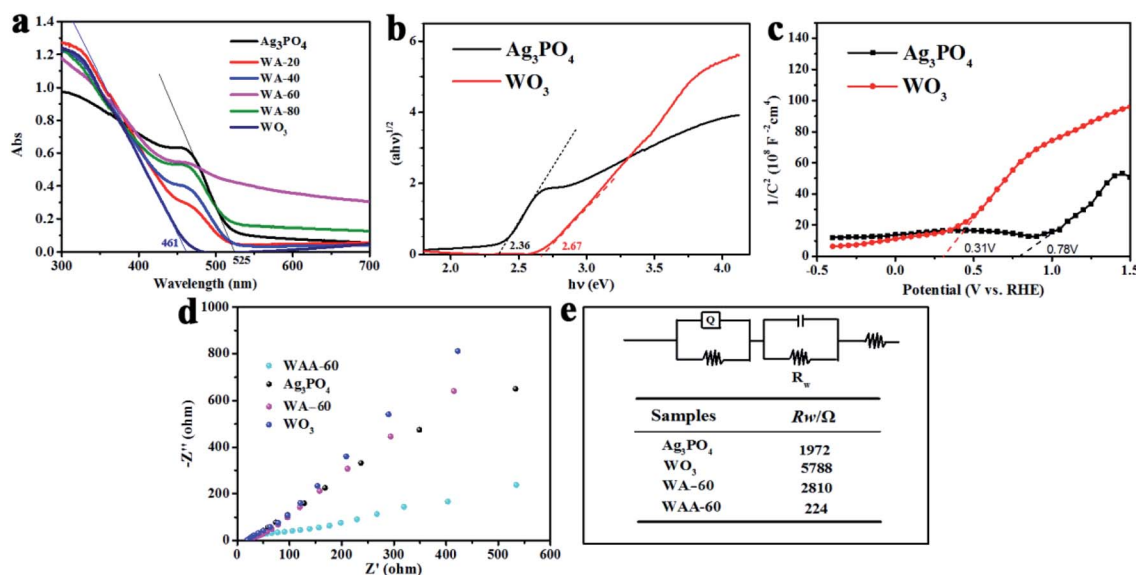 a
1.4
1.2
1.0
0.8
0.6
0.4
0.2
0.0
Abs
Ag₃PO₄
WA-20
WA-40
WA-60
WA-80
WO₃
461
525
300 400 500 600 700
Wavelength (nm)
b
6
4
2
0
(ahν)¹/²
Ag₃PO₄
WO₃
2.36
2.67
2.0 2.5 3.0 3.5 4.0
hν (eV)
c
140
120
100
80
60
40
20
0
1/C² (10⁸ F⁻²cm⁴)
Ag₃PO₄
WO₃
0.31V
0.78V
0.0 0.5 1.0 1.5
Potential (V vs. RHE)
d
1000
800
600
400
200
0
-Z'' (ohm)
WAA-60
Ag₃PO₄
WA-60
WO₃
0 100 200 300 400 500 600
Z' (ohm)
e
Q
R_w
Samples Rw/Ω
Ag₃PO₄ 1972
WO₃ 5788
WA-60 2810
WAA-60 224